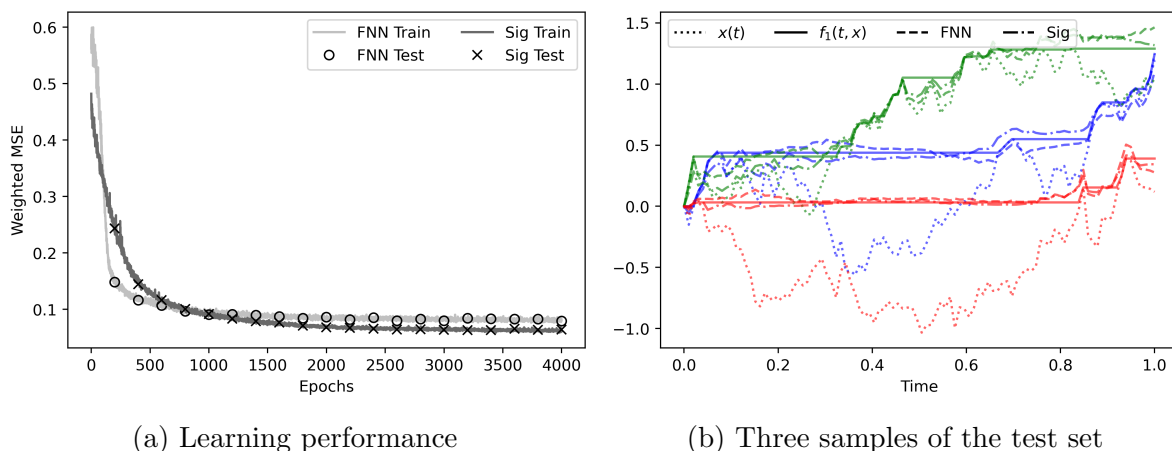 FNN Train
FNN Test
Sig Train
Sig Test
0.6
0.5
0.4
0.3
0.2
0.1
Weighted MSE
0 500 1000 1500 2000 2500 3000 3500 4000
Epochs
(a) Learning performance
x(t) f₁(t, x) FNN Sig
1.5
1.0
0.5
0.0
−0.5
−1.0
0.0 0.2 0.4 0.6 0.8 1.0
Time
(b) Three samples of the test set